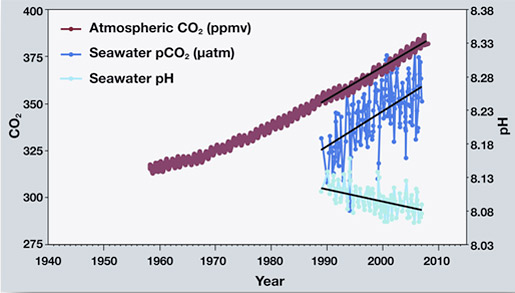 400
375
350
325
300
275
CO₂
Atmospheric CO₂ (ppmv)
Seawater pCO₂ (µatm)
Seawater pH
8.38
8.33
8.28
8.23
8.18
8.13
8.08
8.03
pH
1940 1950 1960 1970 1980 1990 2000 2010
Year